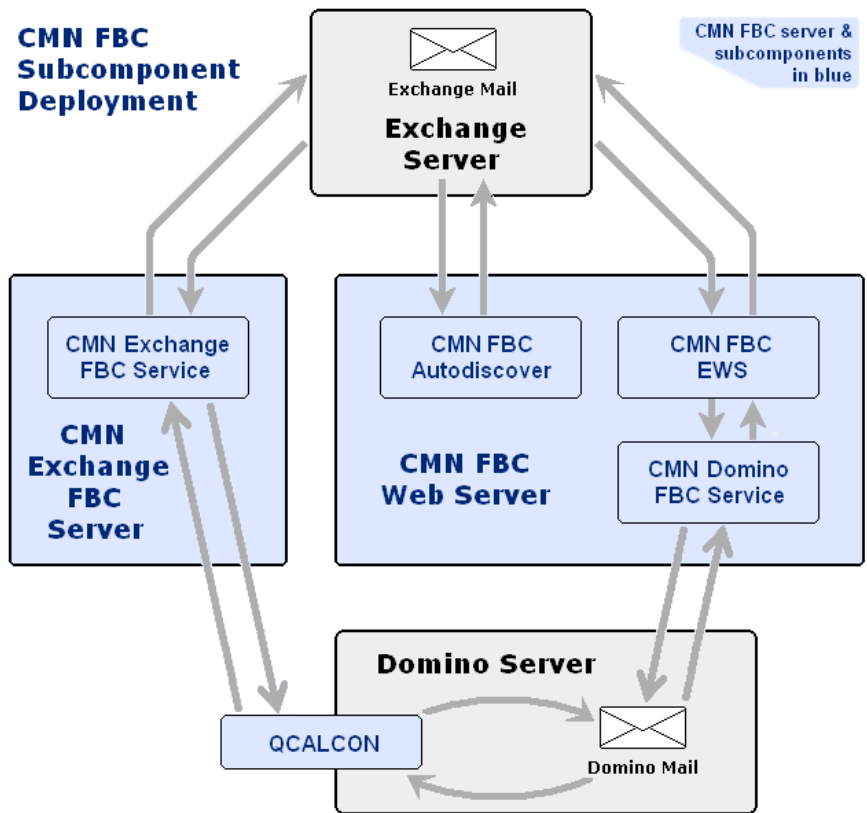 CMN FBC
Subcomponent
Deployment
CMN FBC server &
subcomponents
in blue
Exchange Mail
Exchange
Server
CMN Exchange
FBC Service
CMN
Exchange
FBC
Server
CMN FBC
Autodiscover
CMN FBC
EWS
CMN FBC
Web Server
CMN Domino
FBC Service
Domino Server
QCALCON
Domino Mail